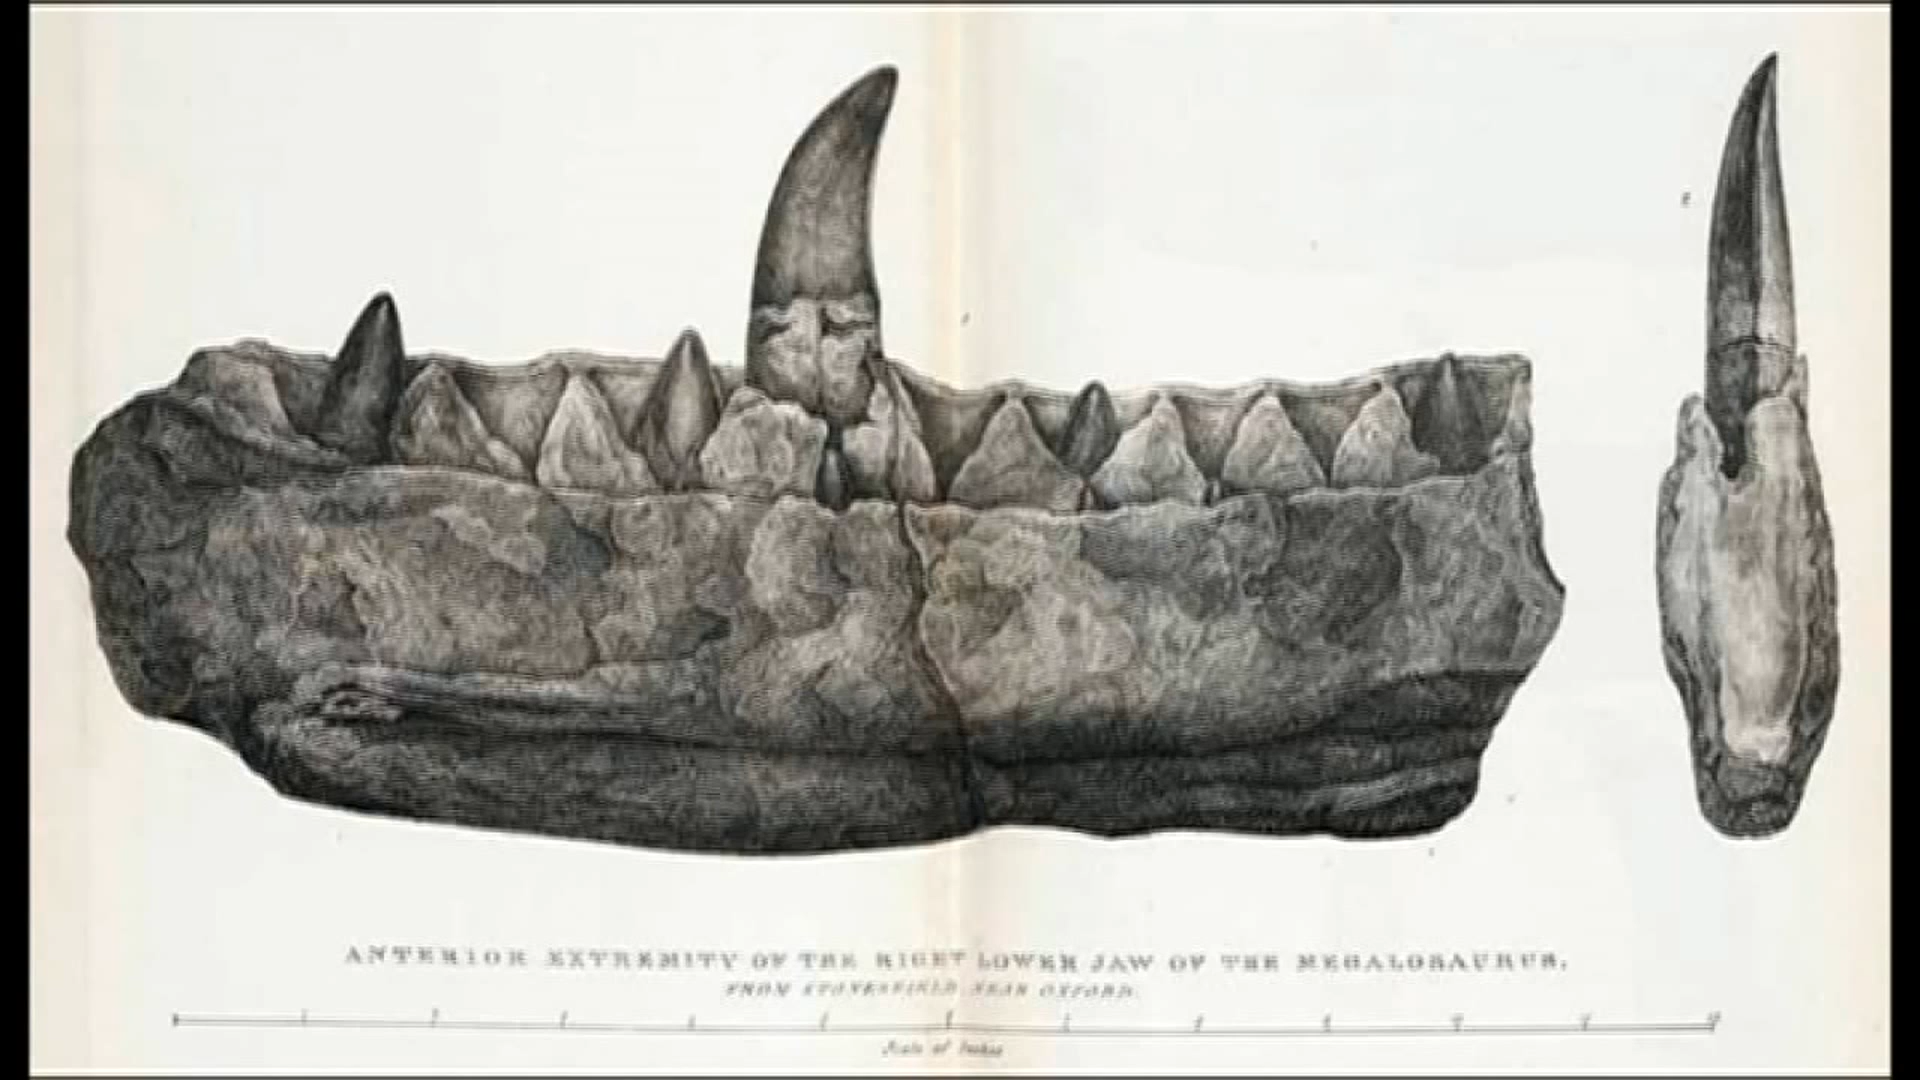 ANTERIOR EXTREMITY OF THE RIGHT LOWER JAW OF THE MEGALOSAURUS,
FROM STONESFIELD NEAR OXFORD.
Scale of Inches